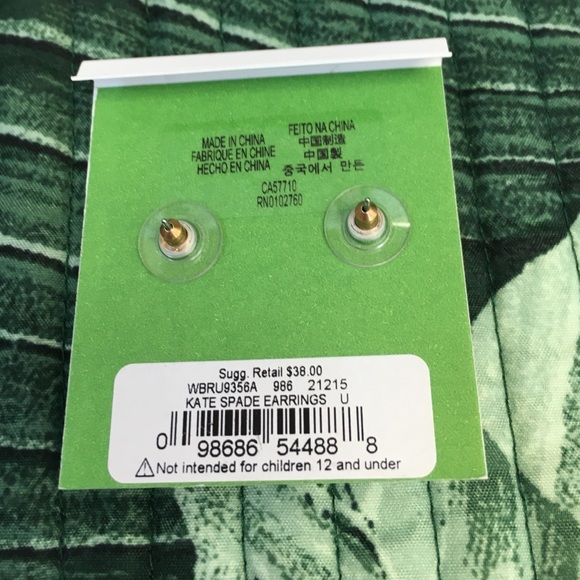 MADE IN CHINA
FABRIQUE EN CHINE
HECHO EN CHINA
FEITO NA CHINA
中国制造
中国製
중국에서 만든
CA57710
RN0102760
Sugg. Retail $38.00
WBRU9356A 986 21215
KATE SPADE EARRINGS U
0 98686 54488 8
⚠Not intended for children 12 and under